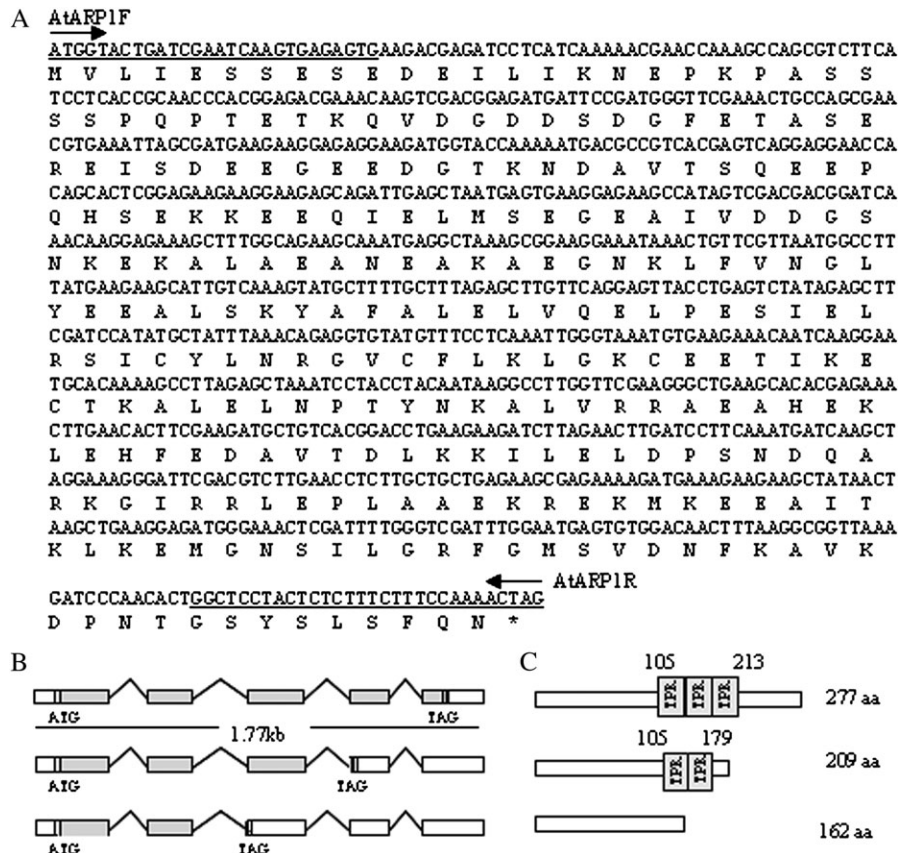 A
AtARP1F
ATGGTACTGATCGAATCAAGTGAGAGTGAAGACGAGATCCTCATCAAAAACGAACCAAAGCCAGCGTCTTCA
M V L I E S S E S E D E I L I K N E P K P A S S
TCCTCACCGCAACCCACGGAGACGAAACAAGTCGACGGAGATGATTCCGATGGGTTCGAAACTGCCAGCGAA
S S P Q P T E T K Q V D G D D S D G F E T A S E
CGTGAAATTAGCGATGAAGAAGGAGAGGAAGATGGTACCAAAAATGACGCCGTCACGAGTCAGGAGGAACCA
R E I S D E E G E E D G T K N D A V T S Q E E P
CAGCACTCGGAGAAGAAGGAAGAGCAGATTGAGCTAATGAGTGAAGGAGAAGCCATAGTCGACGACGGATCA
Q H S E K K E E Q I E L M S E G E A I V D D G S
AACAAGGAGAAAGCTTTGGCAGAAGCAAATGAGGCTAAAGCGGAAGGAAATAAACTGTTCGTTAATGGCCTT
N K E K A L A E A N E A K A E G N K L F V N G L
TATGAAGAAGCATTGTCAAAGTATGCTTTTGCTTTAGAGCTTGTTCAGGAGTTACCTGAGTCTATAGAGCTT
Y E E A L S K Y A F A L E L V Q E L P E S I E L
CGATCCATATGCTATTTAAACAGAGGTGTATGTTTCCTCAAATTGGGTAAATGTGAAGAAACAATCAAGGAA
R S I C Y L N R G V C F L K L G K C E E T I K E
TGCACAAAAGCCTTAGAGCTAAATCCTACCTACAATAAGGCCTTGGTTCGAAGGGCTGAAGCACACGAGAAA
C T K A L E L N P T Y N K A L V R R A E A H E K
CTTGAACACTTCGAAGATGCTGTCACGGACCTGAAGAAGATCTTAGAACTTGATCCTTCAAATGATCAAGCT
L E H F E D A V T D L K K I L E L D P S N D Q A
AGGAAAGGGATTCGACGTCTTGAACCTCTTGCTGCTGAGAAGCGAGAAAAGATGAAAGAAGAAGCTATAACT
R K G I R R L E P L A A E K R E K M K E E A I T
AAGCTGAAGGAGATGGGAAACTCGATTTTGGGTCGATTTGGAATGAGTGTGGACAACTTTAAGGCGGTTAAA
K L K E M G N S I L G R F G M S V D N F K A V K
AtARP1R
GATCCCAACACTGGCTCCTACTCTCTTTCTTTCCAAAACTAG
D P N T G S Y S L S F Q N *
B
ATG TAG
1.77kb
ATG TAG
ATG TAG
C
105 213
TPR TPR TPR
277 aa
105 179
TPR TPR
209 aa
162 aa